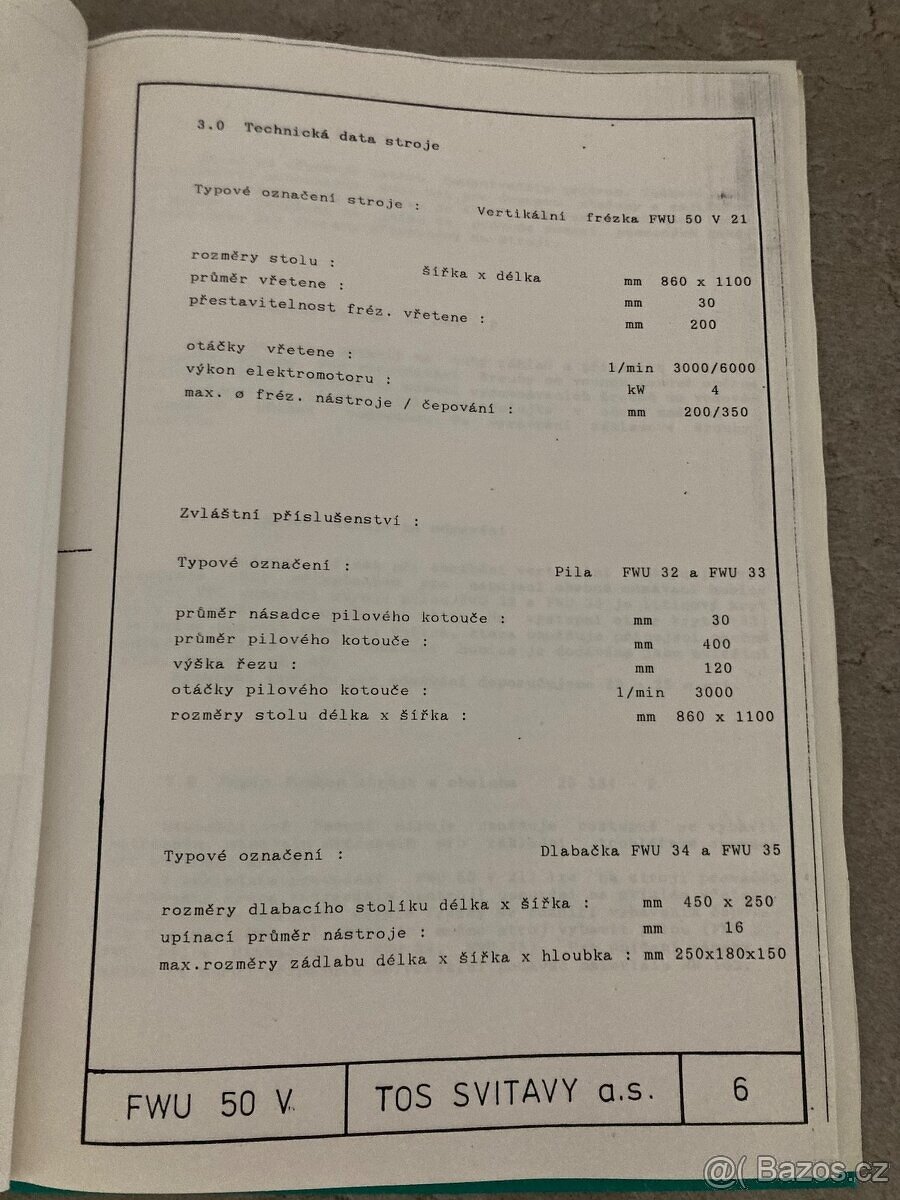 3.0 Technická data stroje
Typové označení stroje : Vertikální frézka FWU 50 V 21
rozměry stolu : šířka x délka mm 860 x 1100
průměr vřetene : mm 30
přestavitelnost fréz. vřetene : mm 200
otáčky vřetene : 1/min 3000/6000
výkon elektromotoru : kW 4
max. ø fréz. nástroje / čepování : mm 200/350
Zvláštní příslušenství :
Typové označení : Pila FWU 32 a FWU 33
průměr násadce pilového kotouče : mm 30
průměr pilového kotouče : mm 400
výška řezu : mm 120
otáčky pilového kotouče : 1/min 3000
rozměry stolu délka x šířka : mm 860 x 1100
Typové označení : Dlabačka FWU 34 a FWU 35
rozměry dlabacího stolíku délka x šířka : mm 450 x 250
upínací průměr nástroje : mm 16
max.rozměry zádlabu délka x šířka x hloubka : mm 250x180x150
FWU 50 V. TOS SVITAVY a.s. 6
@( Bazos.cz